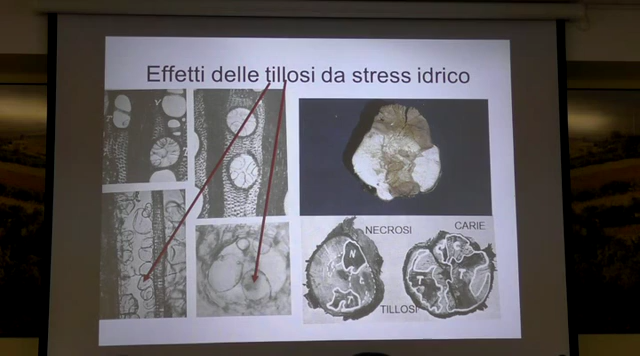 Effetti delle tillosi da stress idrico
NECROSI
CARIE
N
T
T
T
TILLOSI